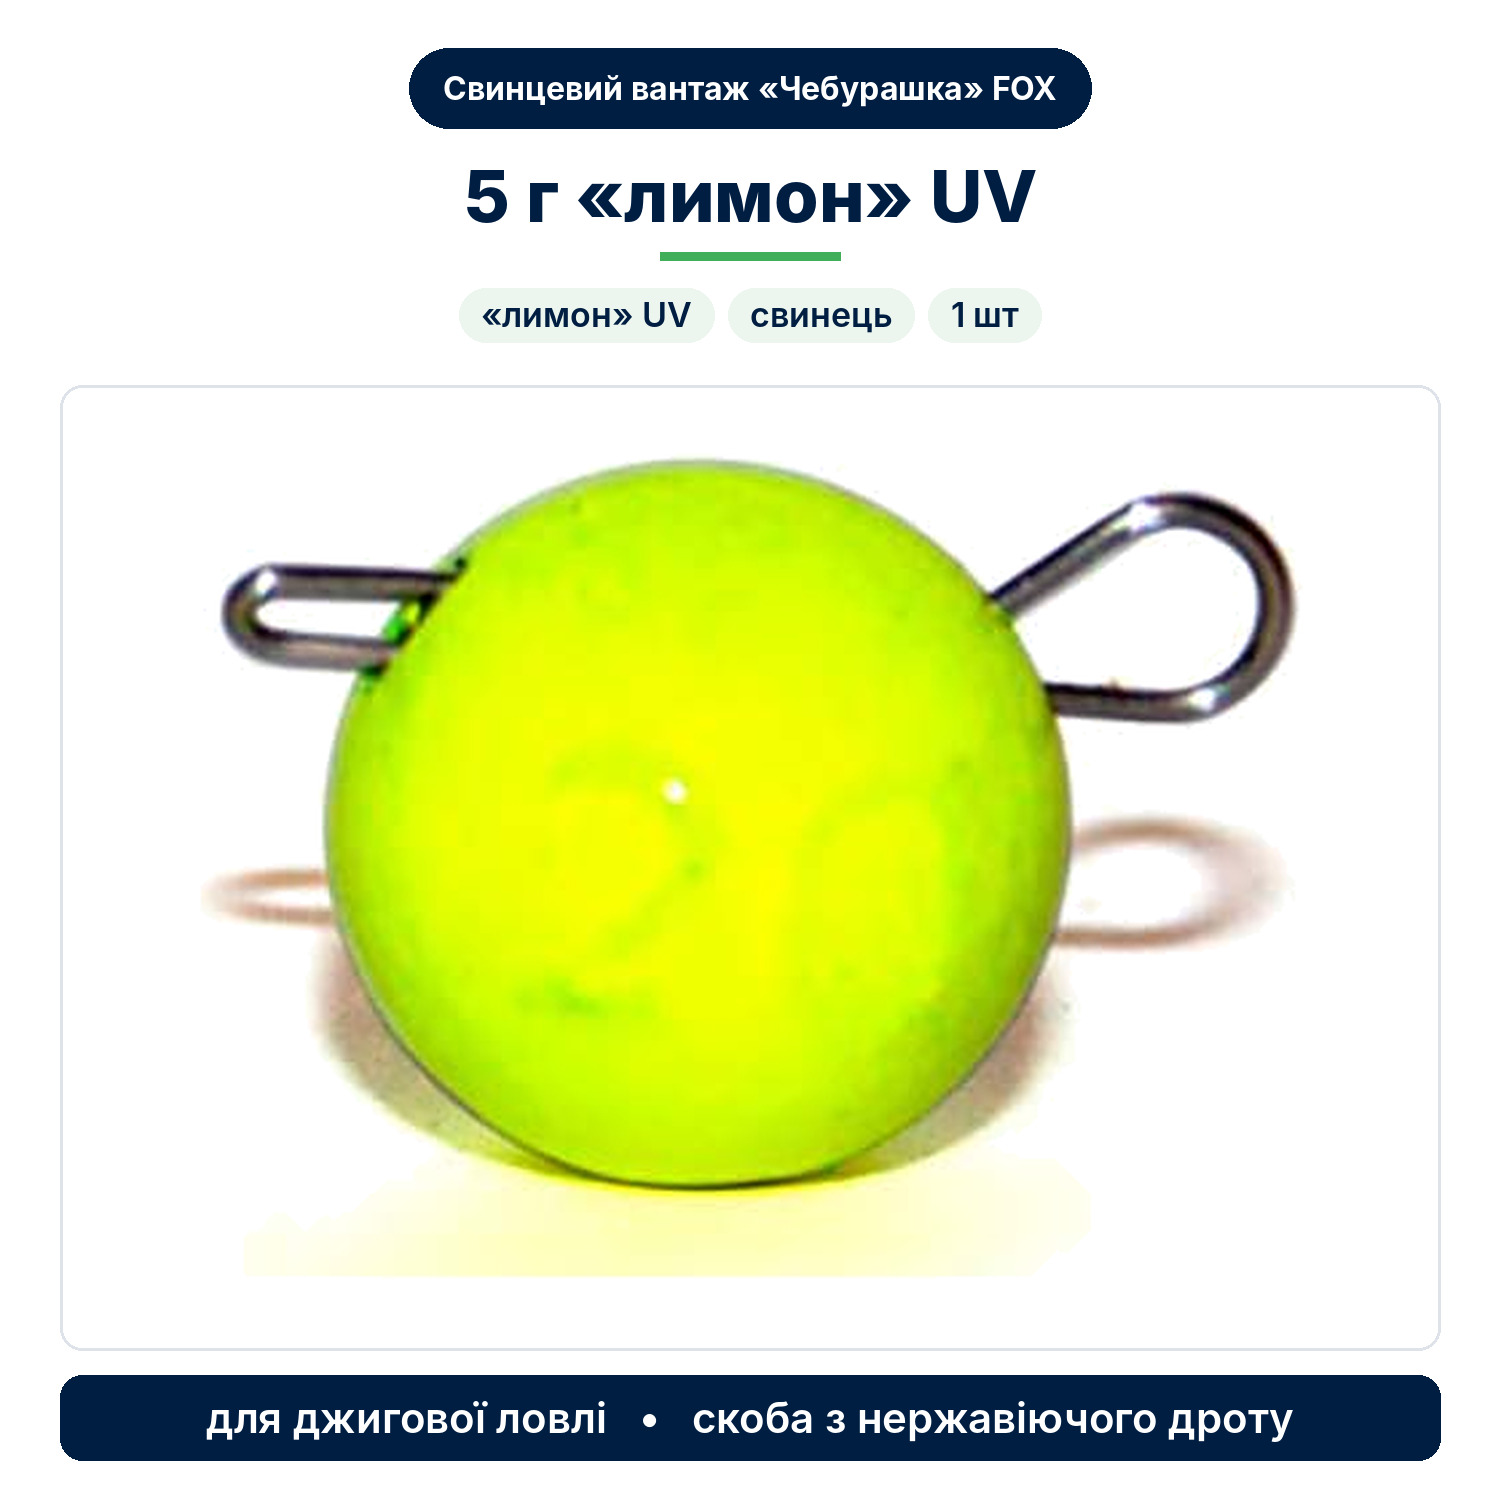 Свинцевий вантаж «Чебурашка» FOX
5 г «лимон» UV
«лимон» UV свинець 1 шт
для джигової ловлі • скоба з нержавіючого дроту